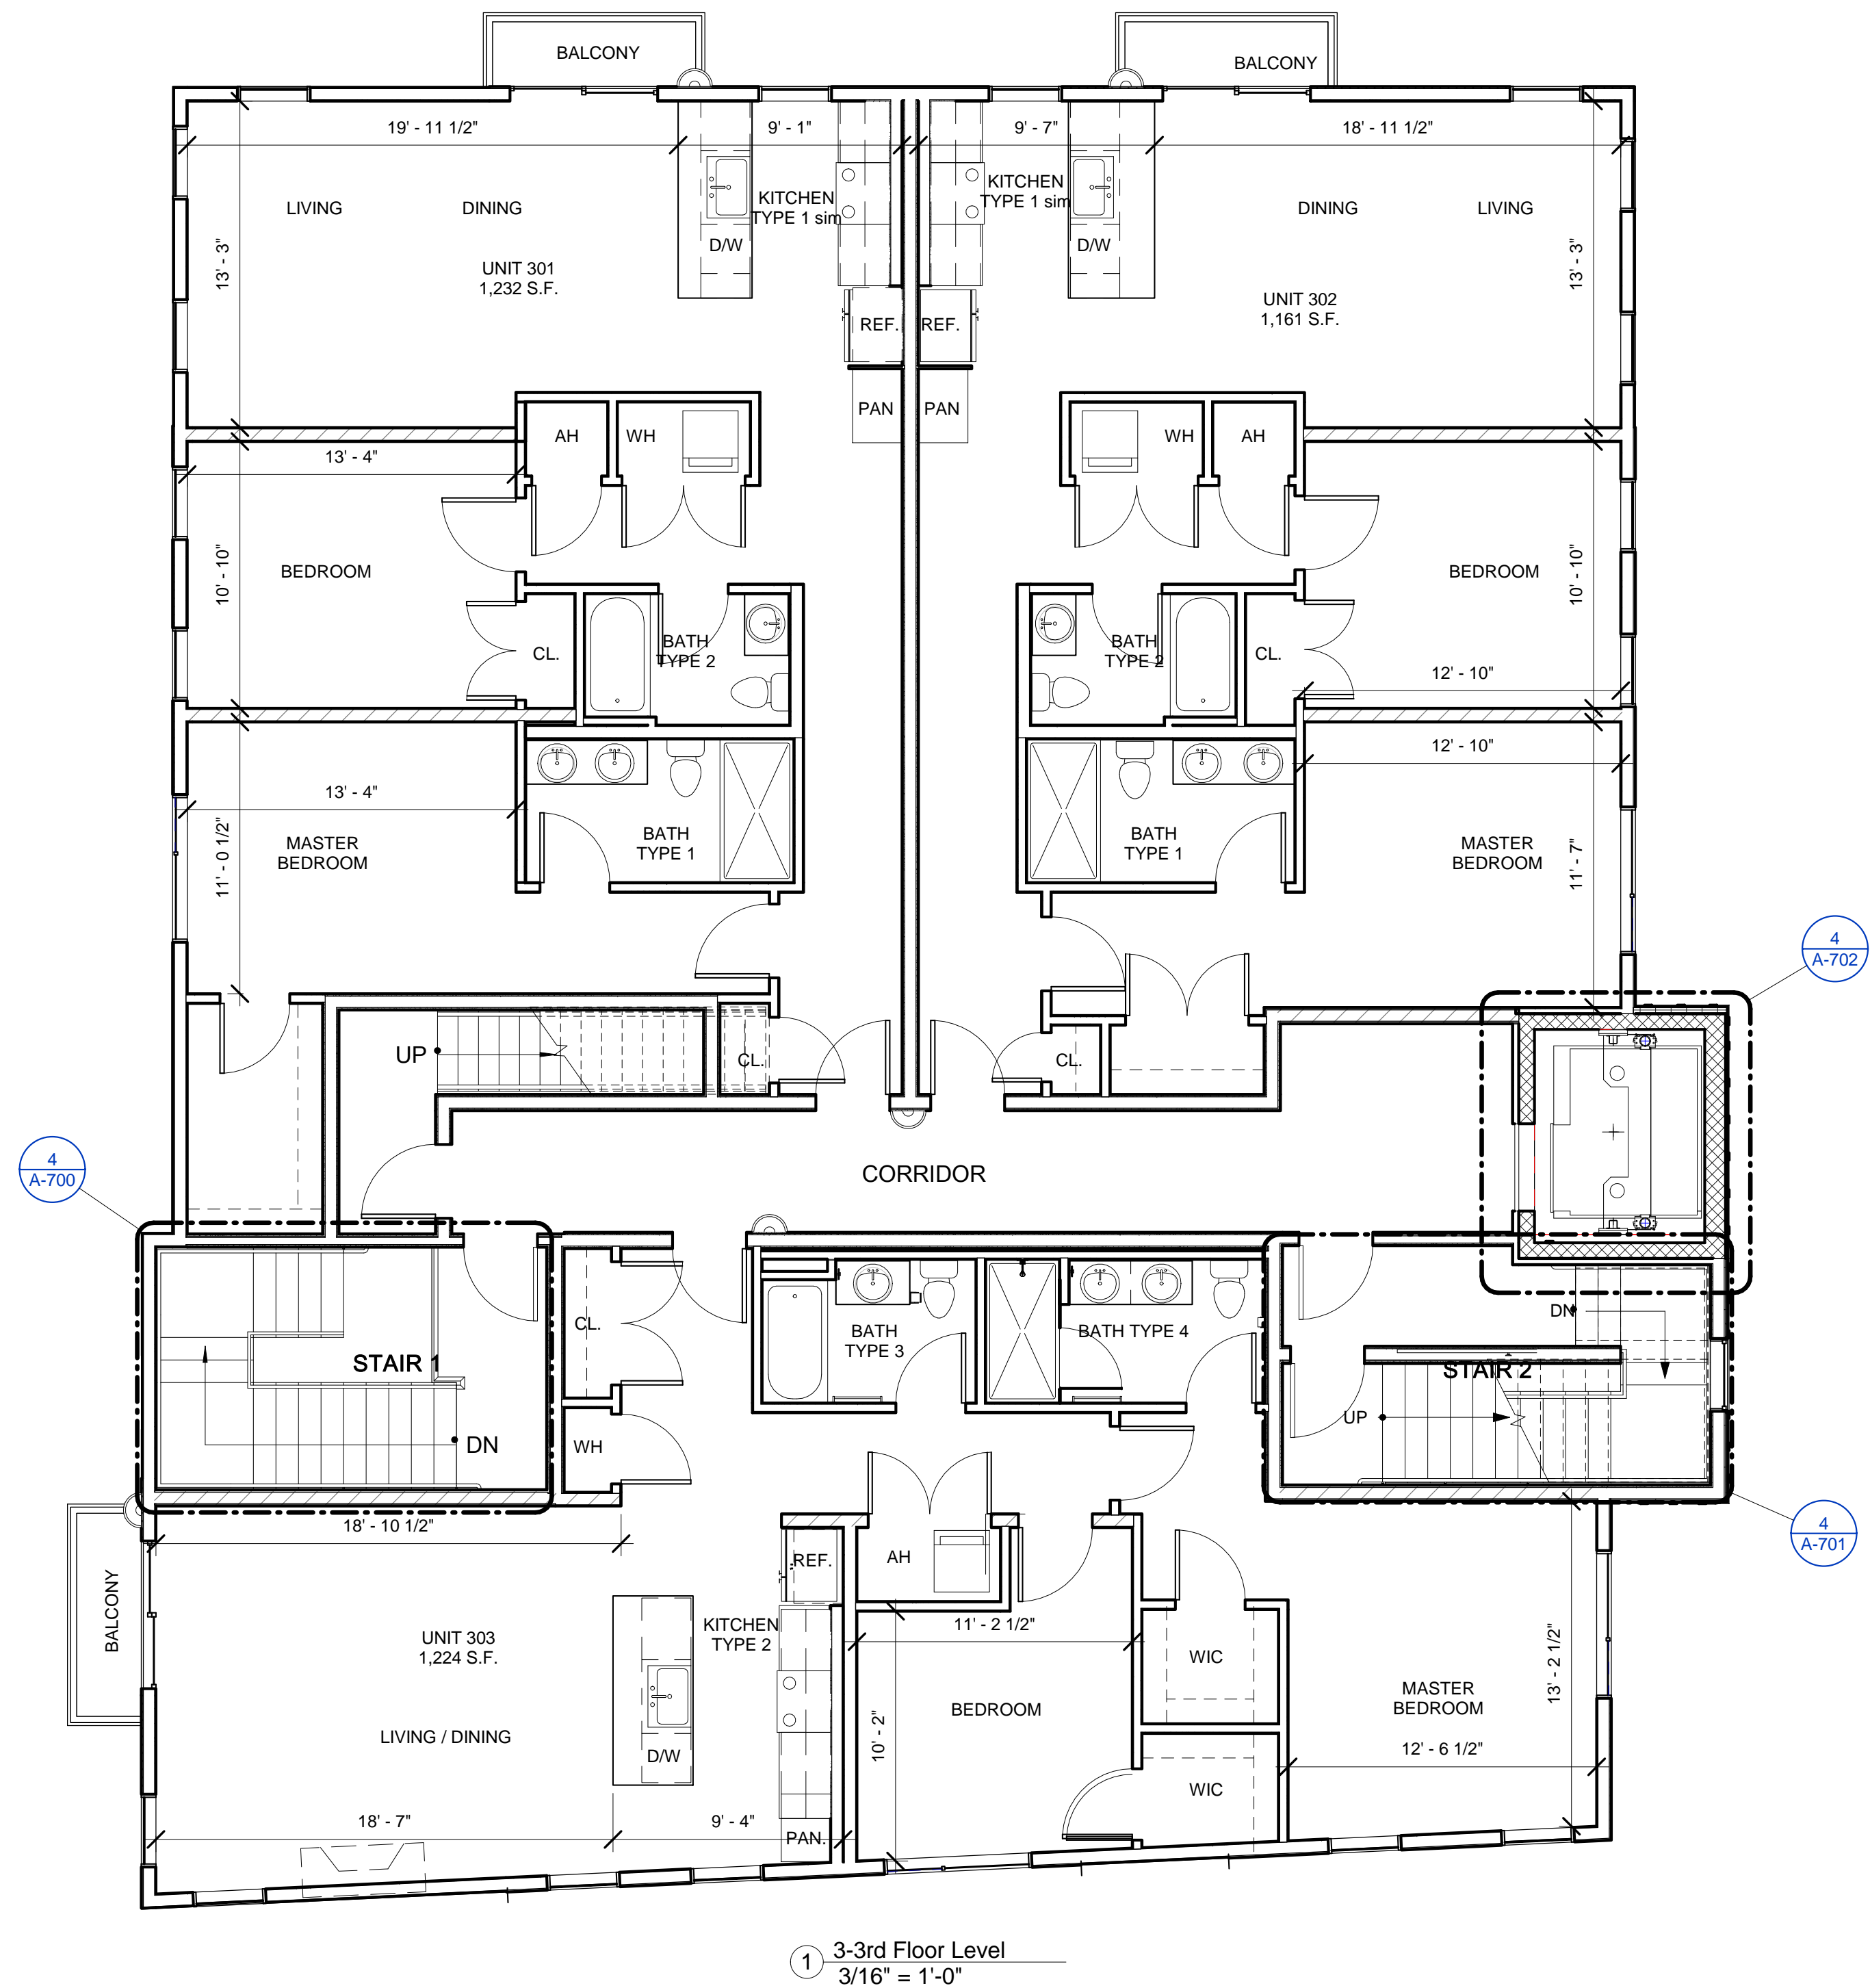 BALCONY
BALCONY
19' - 11 1/2"
9' - 1"
9' - 7"
18' - 11 1/2"
LIVING
DINING
KITCHEN
TYPE 1 sim
KITCHEN
TYPE 1 sim
DINING
LIVING
D/W
D/W
13' - 3"
13' - 3"
UNIT 301
1,232 S.F.
UNIT 302
1,161 S.F.
REF.
REF.
PAN
PAN
AH
WH
WH
AH
13' - 4"
10' - 10"
BEDROOM
BEDROOM
10' - 10"
CL.
BATH
TYPE 2
BATH
TYPE 2
CL.
12' - 10"
12' - 10"
13' - 4"
11' - 0 1/2"
MASTER
BEDROOM
BATH
TYPE 1
BATH
TYPE 1
MASTER
BEDROOM
11' - 7"
4
A-702
UP
CL.
CL.
4
A-700
CORRIDOR
STAIR 1
DN
CL.
WH
BATH
TYPE 3
BATH TYPE 4
DN
STAIR 2
UP
4
A-701
18' - 10 1/2"
BALCONY
REF.
AH
UNIT 303
1,224 S.F.
KITCHEN
TYPE 2
11' - 2 1/2"
WIC
13' - 2 1/2"
BEDROOM
MASTER
BEDROOM
LIVING / DINING
D/W
10' - 2"
12' - 6 1/2"
WIC
18' - 7"
9' - 4"
PAN.
1
3-3rd Floor Level
3/16" = 1'-0"